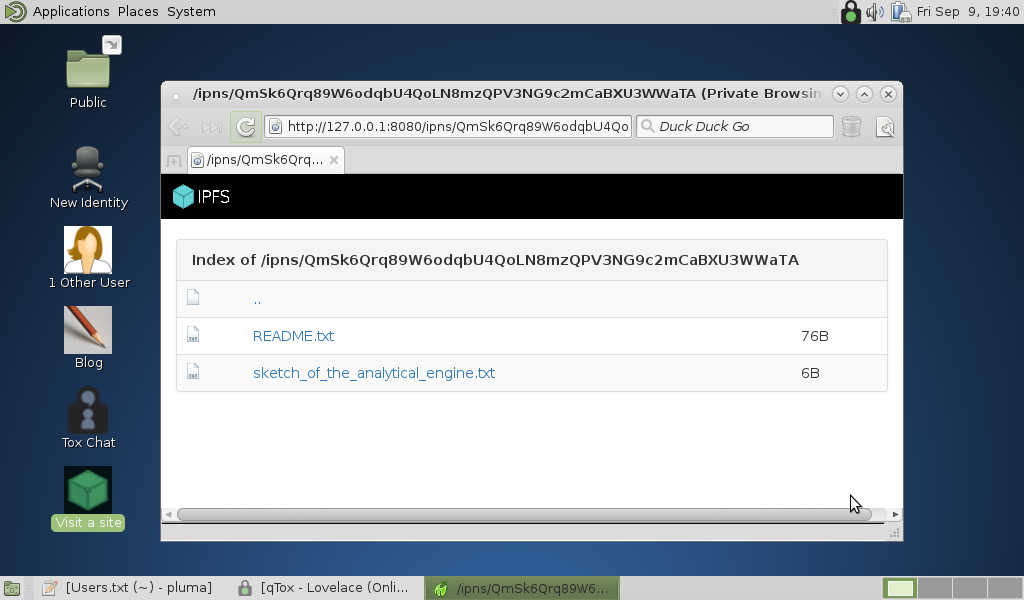 Applications Places System
Fri Sep 9, 19:40
Public
New Identity
1 Other User
Blog
Tox Chat
Visit a site
/ipns/QmSk6Qrq89W6odqbU4QoLN8mzQPV3NG9c2mCaBXU3WWaTA (Private Browsin
http://127.0.0.1:8080/ipns/QmSk6Qrq89W6odqbU4Qo
Duck Duck Go
/ipns/QmSk6Qrq...
IPFS
Index of /ipns/QmSk6Qrq89W6odqbU4QoLN8mzQPV3NG9c2mCaBXU3WWaTA
..
README.txt 76B
sketch_of_the_analytical_engine.txt 6B
[Users.txt (~) - pluma]
[qTox - Lovelace (Onli...
/ipns/QmSk6Qrq89W6...